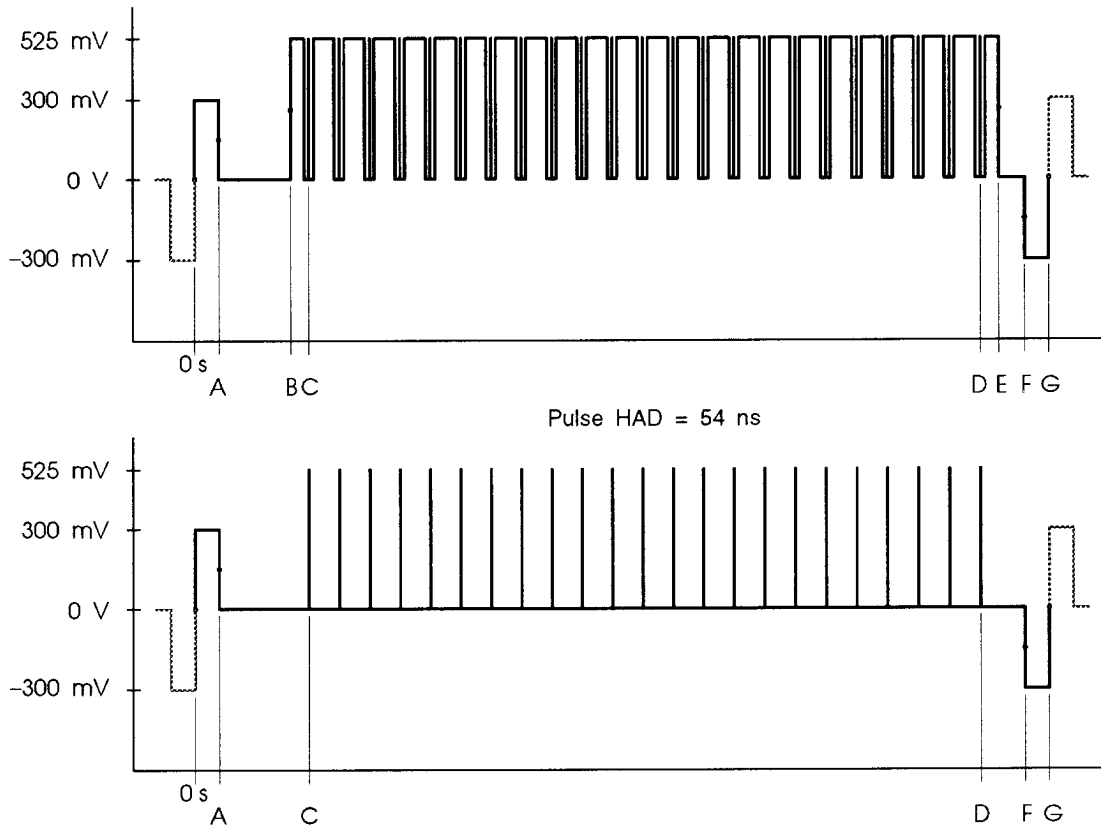 525 mV
300 mV
0 V
−300 mV
0 s
A B C D E F G
Pulse HAD = 54 ns
525 mV
300 mV
0 V
−300 mV
0 s
A C D F G